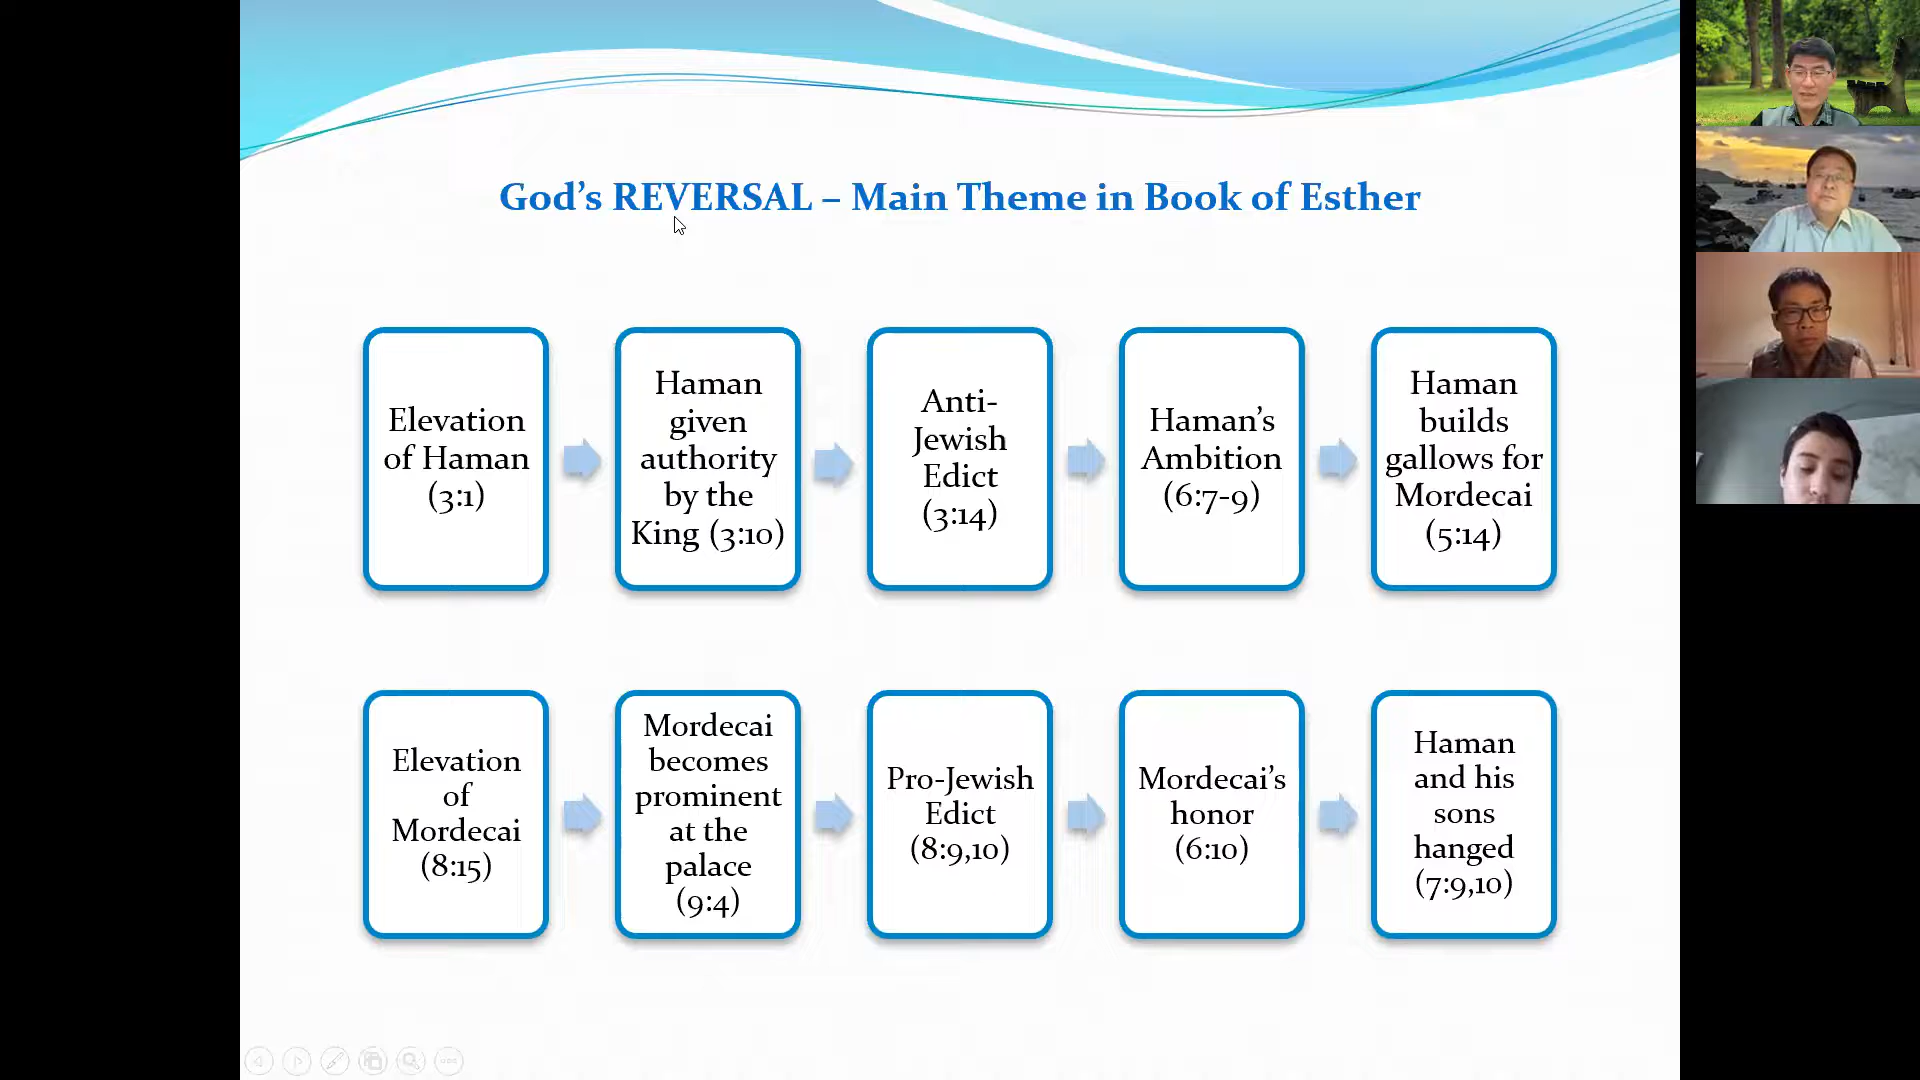 God’s REVERSAL – Main Theme in Book of Esther
Elevation
of Haman
(3:1)
Haman
given
authority
by the
King (3:10)
Anti-
Jewish
Edict
(3:14)
Haman’s
Ambition
(6:7-9)
Haman
builds
gallows for
Mordecai
(5:14)
Elevation
of
Mordecai
(8:15)
Mordecai
becomes
prominent
at the
palace
(9:4)
Pro-Jewish
Edict
(8:9,10)
Mordecai’s
honor
(6:10)
Haman
and his
sons
hanged
(7:9,10)